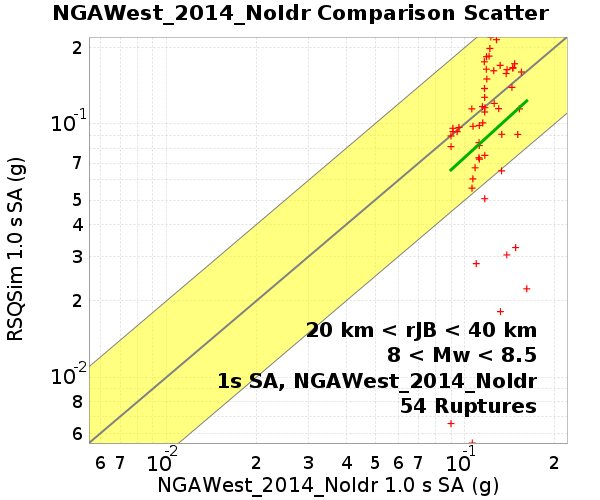 NGAWest_2014_NoIdr Comparison Scatter
RSQSim 1.0 s SA (g)
2
10-1
7
5
4
3
2
10-2
8
6
20 km < rJB < 40 km
8 < Mw < 8.5
1s SA, NGAWest_2014_NoIdr
54 Ruptures
6 7 10-2 2 3 4 5 6 7 10-1 2
NGAWest_2014_NoIdr 1.0 s SA (g)